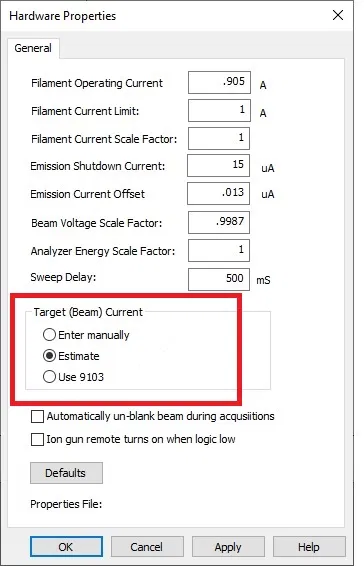 Hardware Properties
General
Filament Operating Current .905 A
Filament Current Limit: 1 A
Filament Current Scale Factor: 1
Emission Shutdown Current: 15 uA
Emission Current Offset .013 uA
Beam Voltage Scale Factor: .9987
Analyzer Energy Scale Factor: 1
Sweep Delay: 500 mS
Target (Beam) Current
Enter manually
Estimate
Use 9103
Automatically un-blank beam during acqusiitions
Ion gun remote turns on when logic low
Defaults
Properties File:
OK Cancel Apply Help